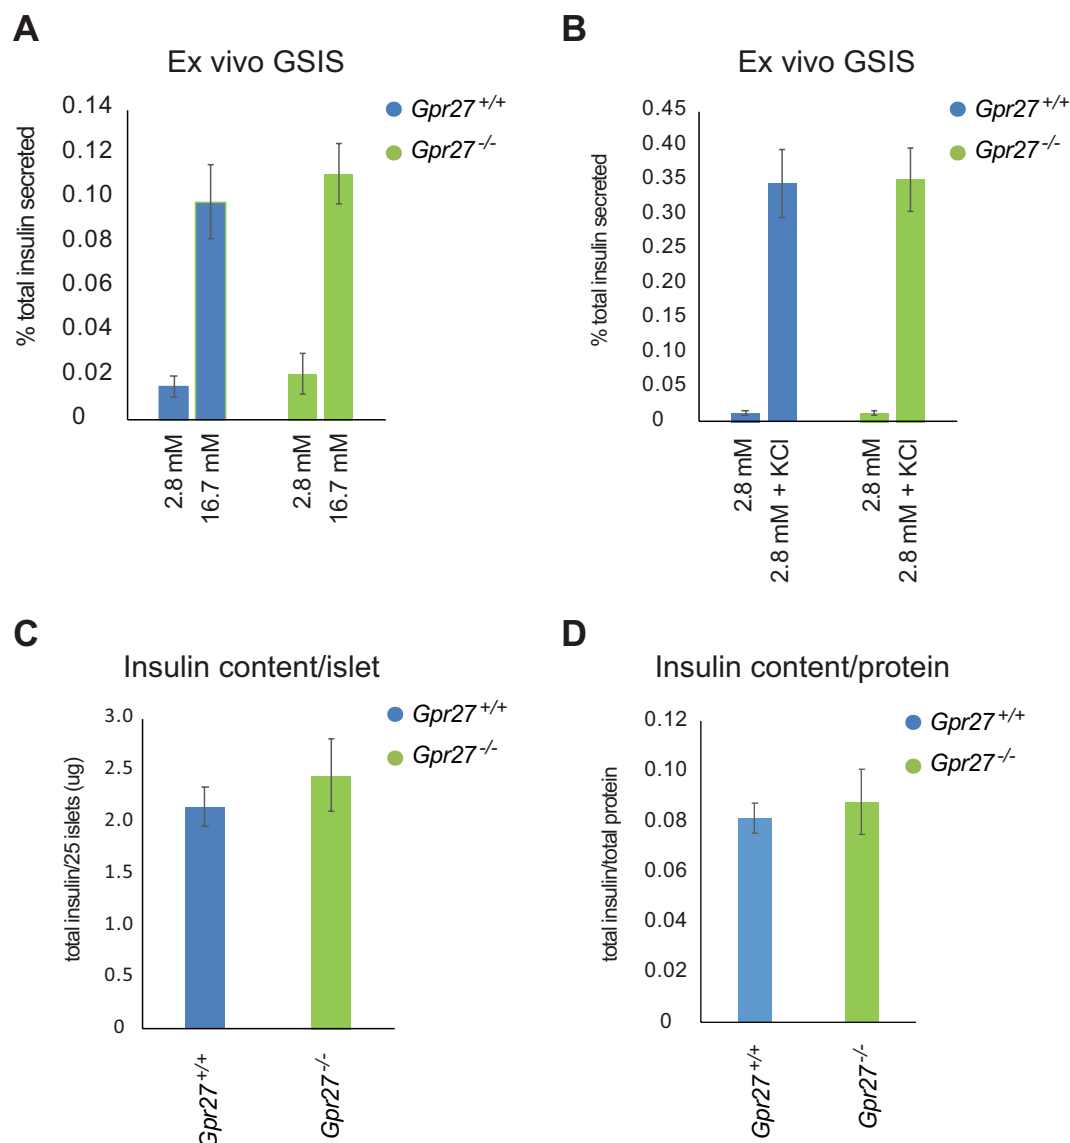 A
Ex vivo GSIS
% total insulin secreted
0.14
0.12
0.10
0.08
0.06
0.04
0.02
0
Gpr27+/+
Gpr27-/-
2.8 mM
16.7 mM
2.8 mM
16.7 mM
B
Ex vivo GSIS
% total insulin secreted
0.45
0.40
0.35
0.30
0.25
0.20
0.15
0.10
0.05
0
Gpr27+/+
Gpr27-/-
2.8 mM
2.8 mM + KCl
2.8 mM
2.8 mM + KCl
C
Insulin content/islet
total insulin/25 islets (ug)
3.0
2.5
2.0
1.5
1.0
0.5
0
Gpr27+/+
Gpr27-/-
Gpr27+/+
Gpr27-/-
D
Insulin content/protein
total insulin/total protein
0.12
0.10
0.08
0.06
0.04
0.02
0
Gpr27+/+
Gpr27-/-
Gpr27+/+
Gpr27-/-